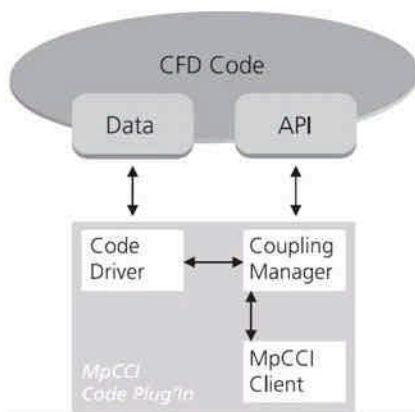 CFD Code
Data
API
Code
Driver
Coupling
Manager
MpCCI
Client
MpCCI
Code Plug'In